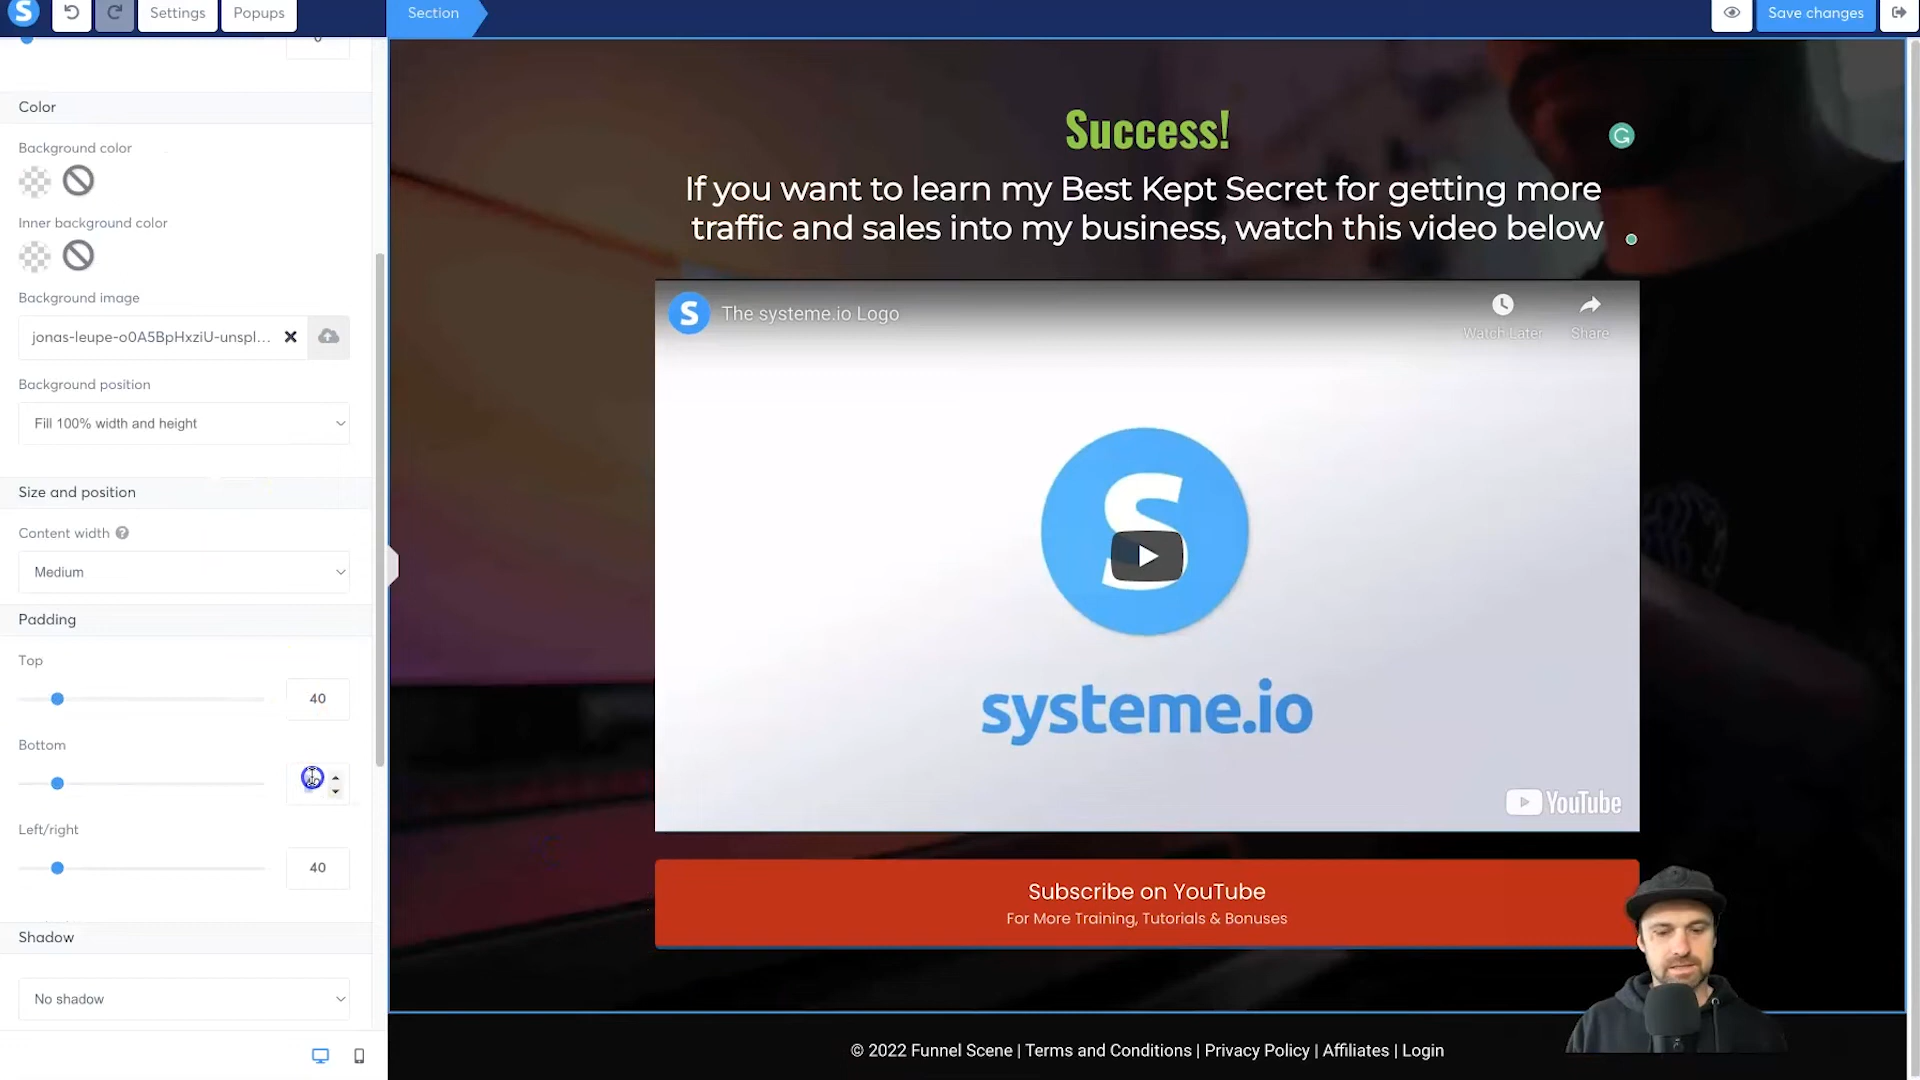 S
Settings
Popups
Section
Save changes
Color
Background color
Inner background color
Background image
jonas-leupe-o0A5BpHxziU-unspl...
Background position
Fill 100% width and height
Size and position
Content width
Medium
Padding
Top
40
Bottom
Left/right
40
Shadow
No shadow
Success!
If you want to learn my Best Kept Secret for getting more
traffic and sales into my business, watch this video below
S
The systeme.io Logo
Watch Later
Share
S
systeme.io
YouTube
Subscribe on YouTube
For More Training, Tutorials & Bonuses
© 2022 Funnel Scene | Terms and Conditions | Privacy Policy | Affiliates | Login